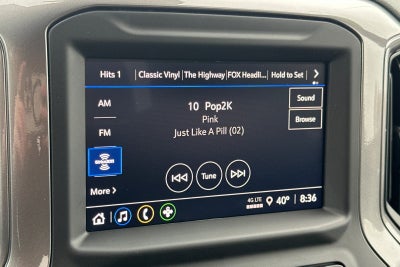 Hits 1 Classic Vinyl The Highway FOX Headli... Hold to Set
AM
10 Pop2K
Sound
Pink
Browse
FM
Just Like A Pill (02)
More
Tune
4G LTE
40° 8:36